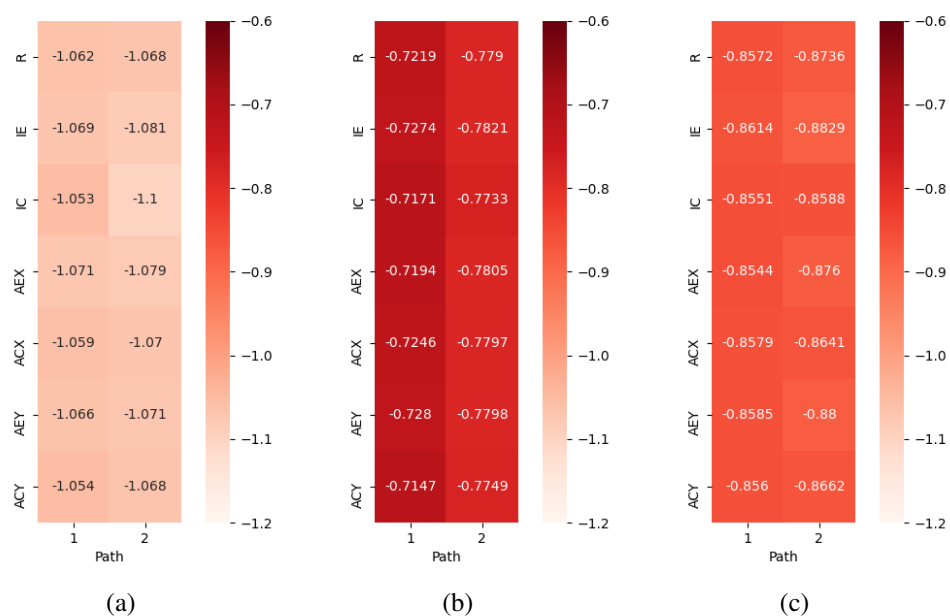 R -1.062 -1.068
IE -1.069 -1.081
IC -1.053 -1.1
AEX -1.071 -1.079
ACX -1.059 -1.07
AEY -1.066 -1.071
ACY -1.054 -1.068
1 2
Path
−0.6
−0.7
−0.8
−0.9
−1.0
−1.1
−1.2
(a)
R -0.7219 -0.779
IE -0.7274 -0.7821
IC -0.7171 -0.7733
AEX -0.7194 -0.7805
ACX -0.7246 -0.7797
AEY -0.728 -0.7798
ACY -0.7147 -0.7749
1 2
Path
−0.6
−0.7
−0.8
−0.9
−1.0
−1.1
−1.2
(b)
R -0.8572 -0.8736
IE -0.8614 -0.8829
IC -0.8551 -0.8588
AEX -0.8544 -0.876
ACX -0.8579 -0.8641
AEY -0.8585 -0.88
ACY -0.856 -0.8662
1 2
Path
−0.6
−0.7
−0.8
−0.9
−1.0
−1.1
−1.2
(c)